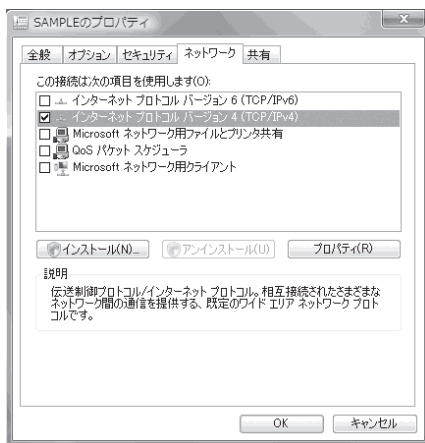 SAMPLEのプロパティ
全般 オプション セキュリティ ネットワーク 共有
この接続は次の項目を使用します(O):
インターネット プロトコル バージョン 6 (TCP/IPv6)
インターネット プロトコル バージョン 4 (TCP/IPv4)
Microsoft ネットワーク用ファイルとプリンタ共有
QoS パケット スケジューラ
Microsoft ネットワーク用クライアント
インストール(N)... アンインストール(U) プロパティ(R)
説明
伝送制御プロトコル/インターネット プロトコル。相互接続されたさまざまな
ネットワーク間の通信を提供する、既定のワイド エリア ネットワーク プロト
コルです。
OK キャンセル